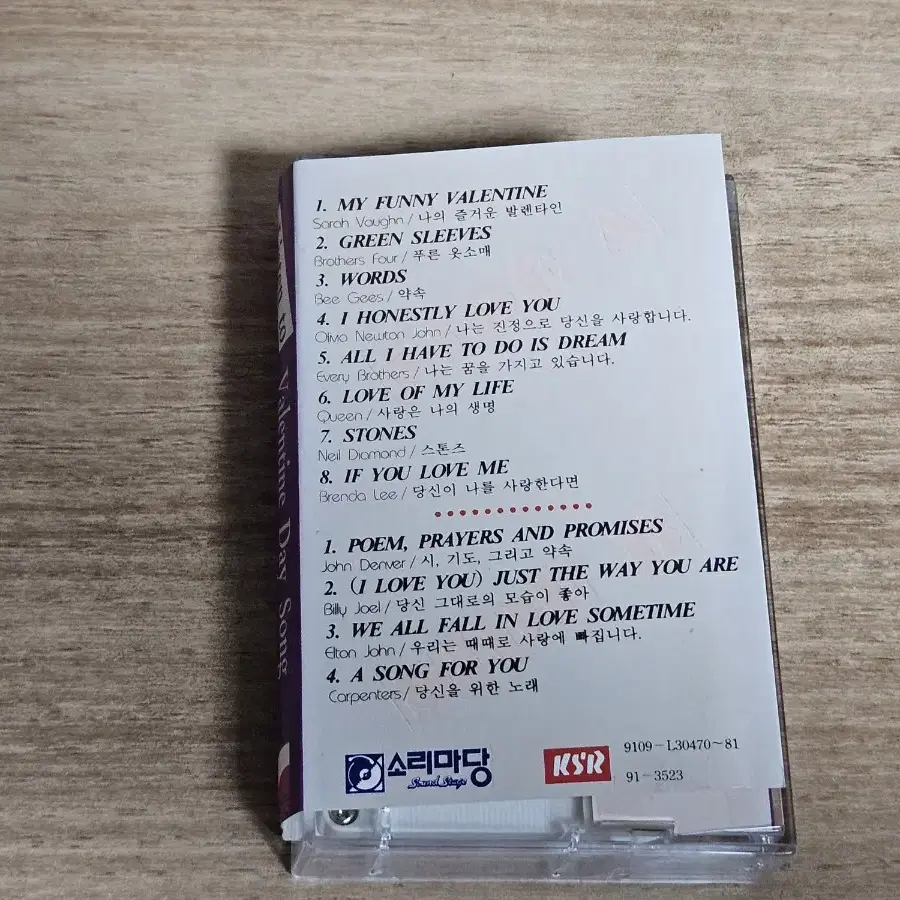 1. MY FUNNY VALENTINE
Sarah Vaughn / 나의 즐거운 발렌타인
2. GREEN SLEEVES
Brothers Four / 푸른 옷소매
3. WORDS
Bee Gees / 약속
4. I HONESTLY LOVE YOU
Olivia Newton John / 나는 진정으로 당신을 사랑합니다.
5. ALL I HAVE TO DO IS DREAM
Every Brothers / 나는 꿈을 가지고 있습니다.
6. LOVE OF MY LIFE
Queen / 사랑은 나의 생명
7. STONES
Neil Diamond / 스톤즈
8. IF YOU LOVE ME
Brenda Lee / 당신이 나를 사랑한다면
1. POEM, PRAYERS AND PROMISES
John Denver / 시, 기도, 그리고 약속
2. (I LOVE YOU) JUST THE WAY YOU ARE
Billy Joel / 당신 그대로의 모습이 좋아
3. WE ALL FALL IN LOVE SOMETIME
Elton John / 우리는 때때로 사랑에 빠집니다.
4. A SONG FOR YOU
Carpenters / 당신을 위한 노래
소리마당
Sound Stage
KSR
9109-L30470~81
91-3523
to Valentine Day Song